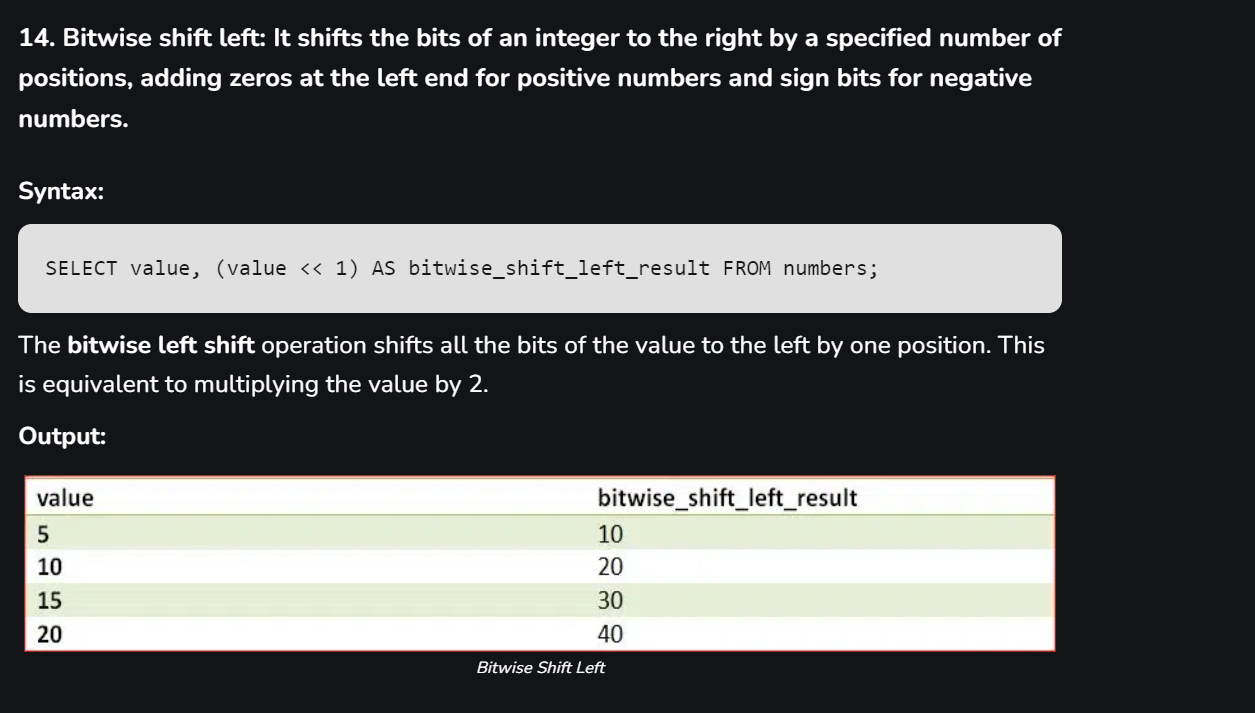 14. Bitwise shift left: It shifts the bits of an integer to the right by a specified number of
positions, adding zeros at the left end for positive numbers and sign bits for negative
numbers.
Syntax:
SELECT value, (value << 1) AS bitwise_shift_left_result FROM numbers;
The bitwise left shift operation shifts all the bits of the value to the left by one position. This
is equivalent to multiplying the value by 2.
Output:
value bitwise_shift_left_result
5 10
10 20
15 30
20 40
Bitwise Shift Left